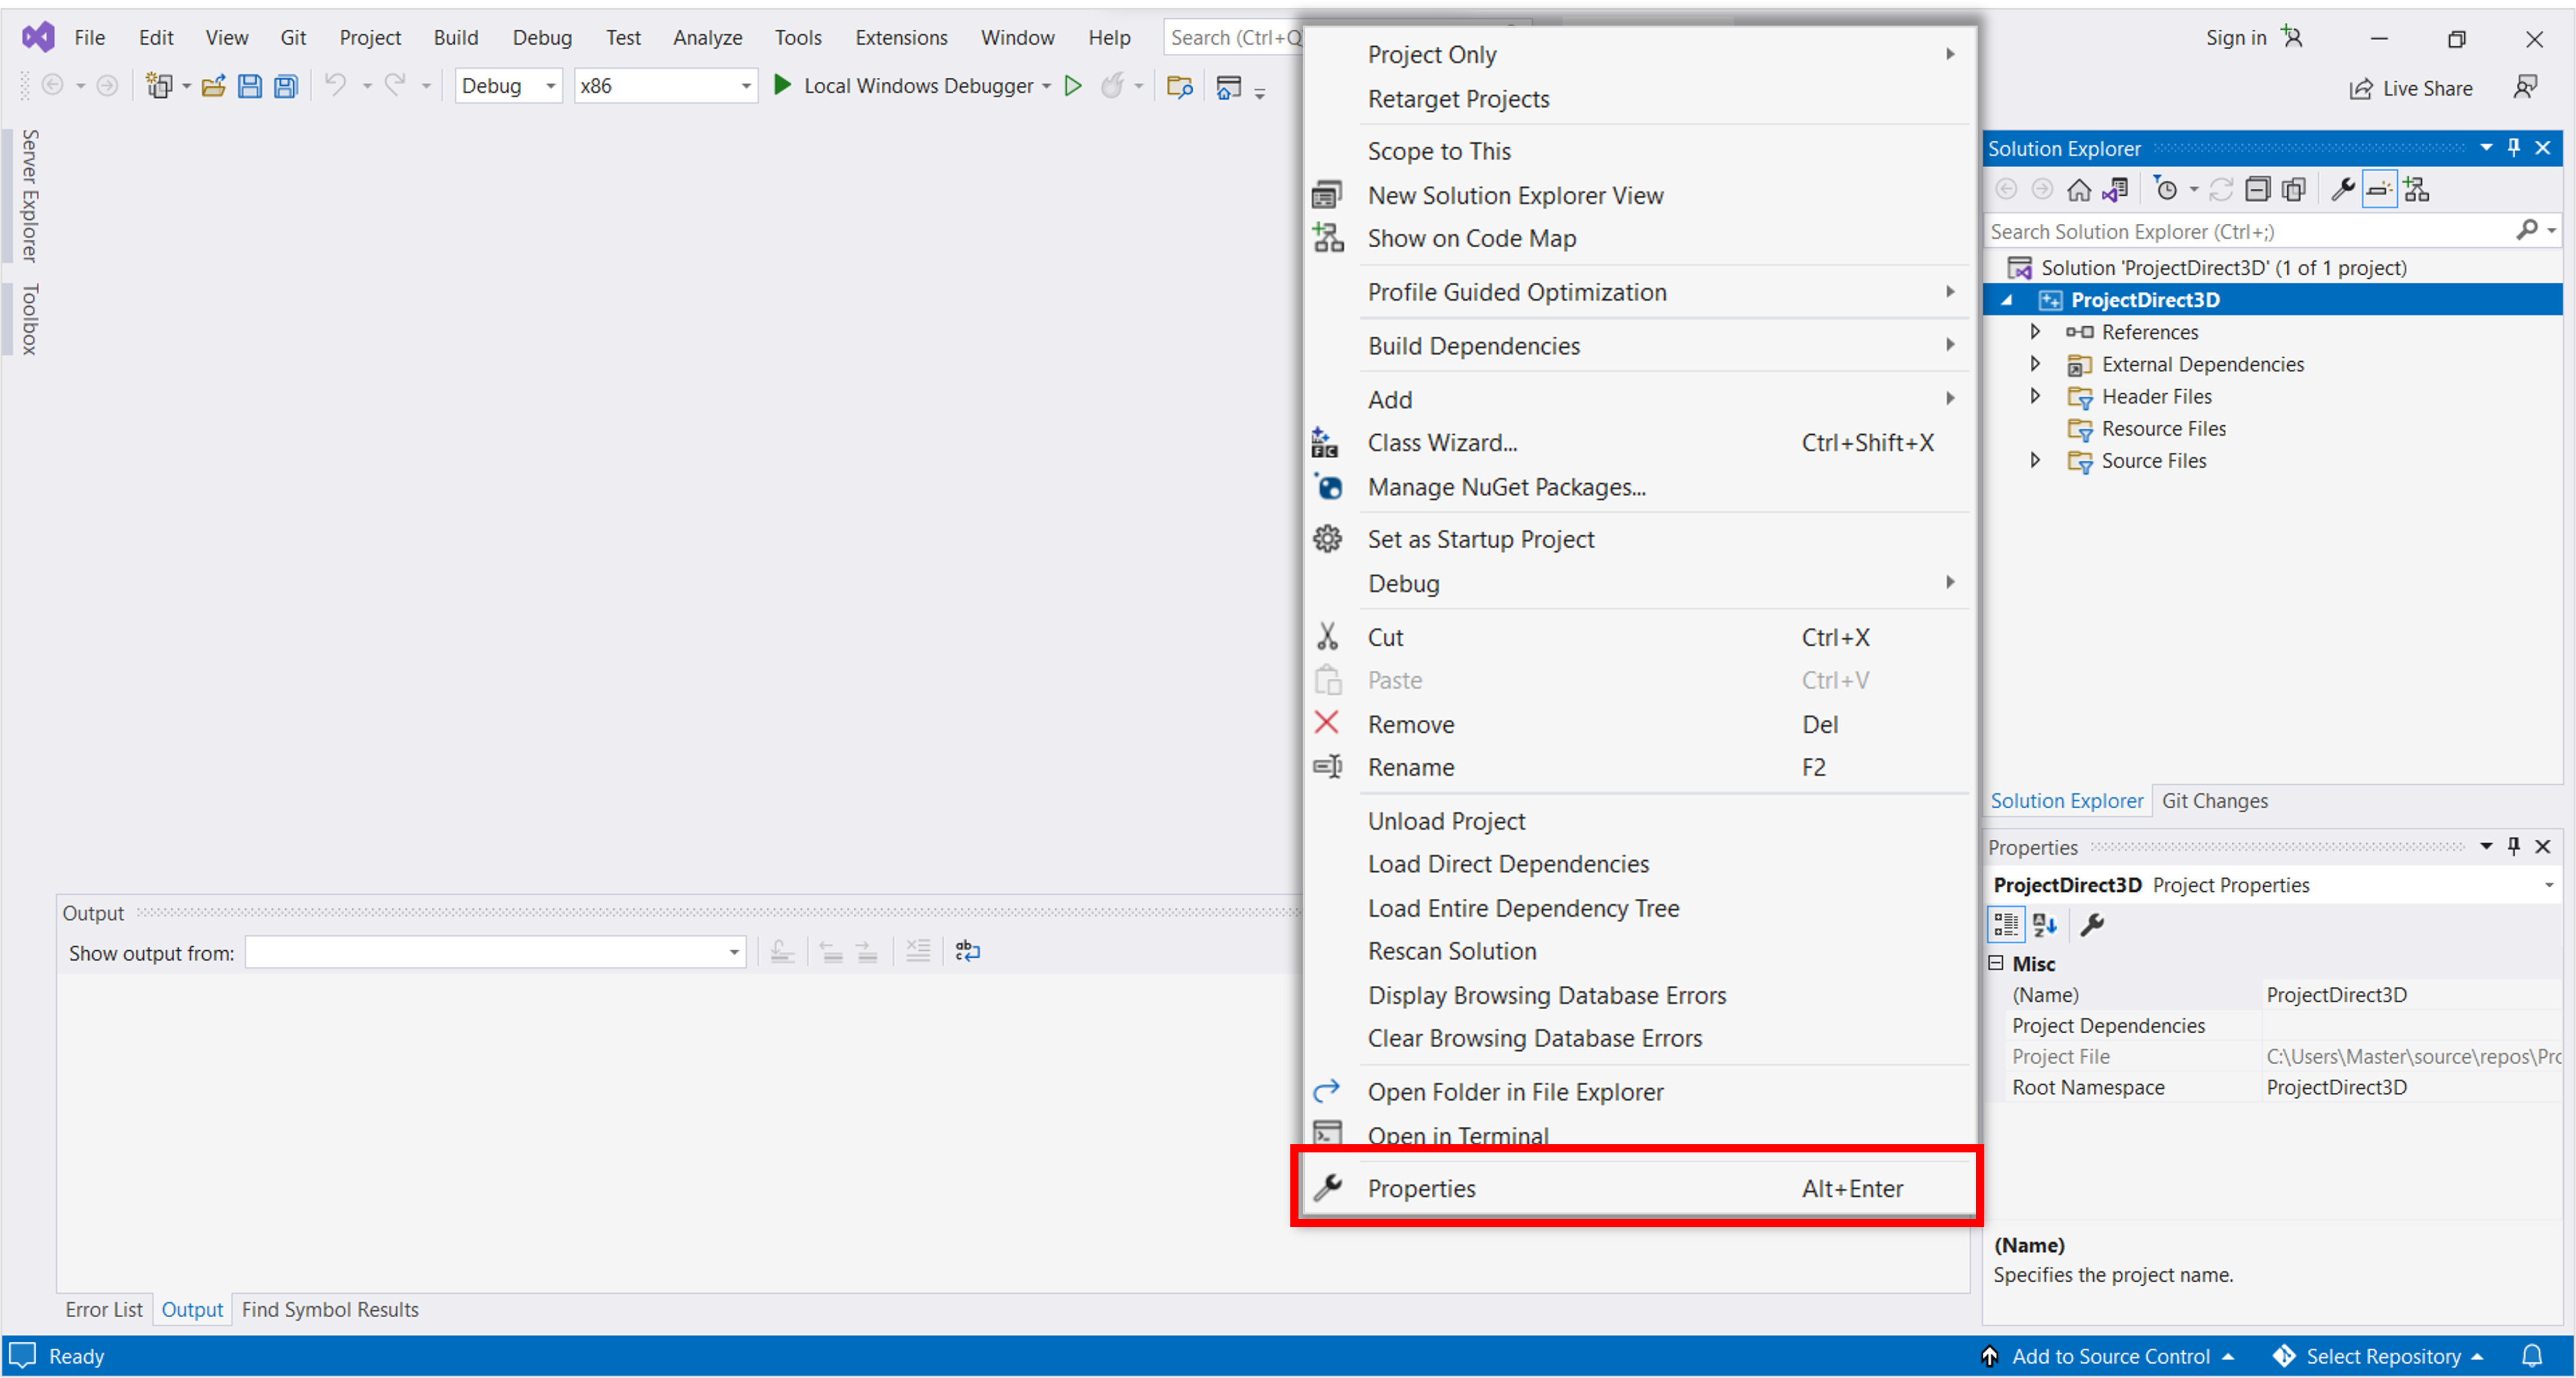 File Edit View Git Project Build Debug Test Analyze Tools Extensions Window Help Search (Ctrl+Q) Sign in
Debug x86 Local Windows Debugger Live Share
Server Explorer
Toolbox
Project Only
Retarget Projects
Scope to This
New Solution Explorer View
Show on Code Map
Profile Guided Optimization
Build Dependencies
Add
Class Wizard... Ctrl+Shift+X
Manage NuGet Packages...
Set as Startup Project
Debug
Cut Ctrl+X
Paste Ctrl+V
Remove Del
Rename F2
Unload Project
Load Direct Dependencies
Load Entire Dependency Tree
Rescan Solution
Display Browsing Database Errors
Clear Browsing Database Errors
Open Folder in File Explorer
Open in Terminal
Properties Alt+Enter
Solution Explorer
Search Solution Explorer (Ctrl+;)
Solution 'ProjectDirect3D' (1 of 1 project)
ProjectDirect3D
References
External Dependencies
Header Files
Resource Files
Source Files
Solution Explorer Git Changes
Properties
ProjectDirect3D Project Properties
Misc
(Name) ProjectDirect3D
Project Dependencies
Project File C:\Users\Master\source\repos\Prc
Root Namespace ProjectDirect3D
(Name)
Specifies the project name.
Output
Show output from:
Error List Output Find Symbol Results
Ready Add to Source Control Select Repository